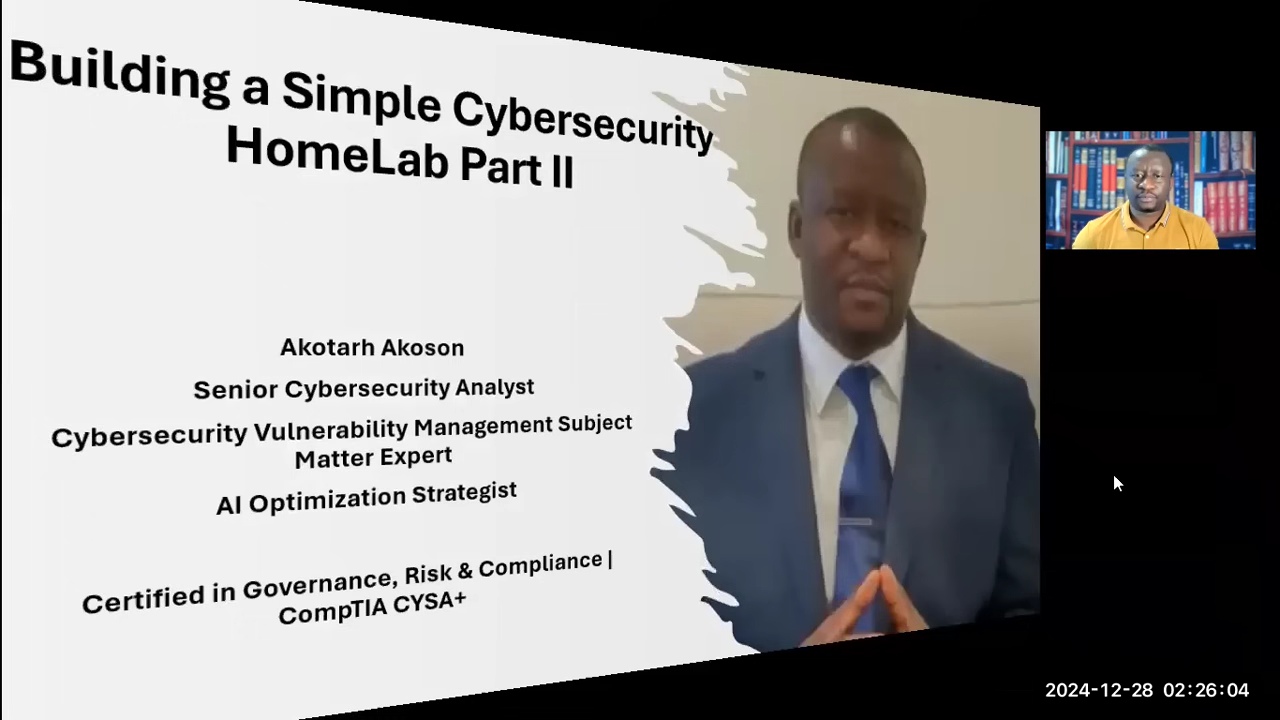 Building a Simple Cybersecurity
HomeLab Part II
Akotarh Akoson
Senior Cybersecurity Analyst
Cybersecurity Vulnerability Management Subject
Matter Expert
AI Optimization Strategist
Certified in Governance, Risk & Compliance |
CompTIA CYSA+
2024-12-28 02:26:04